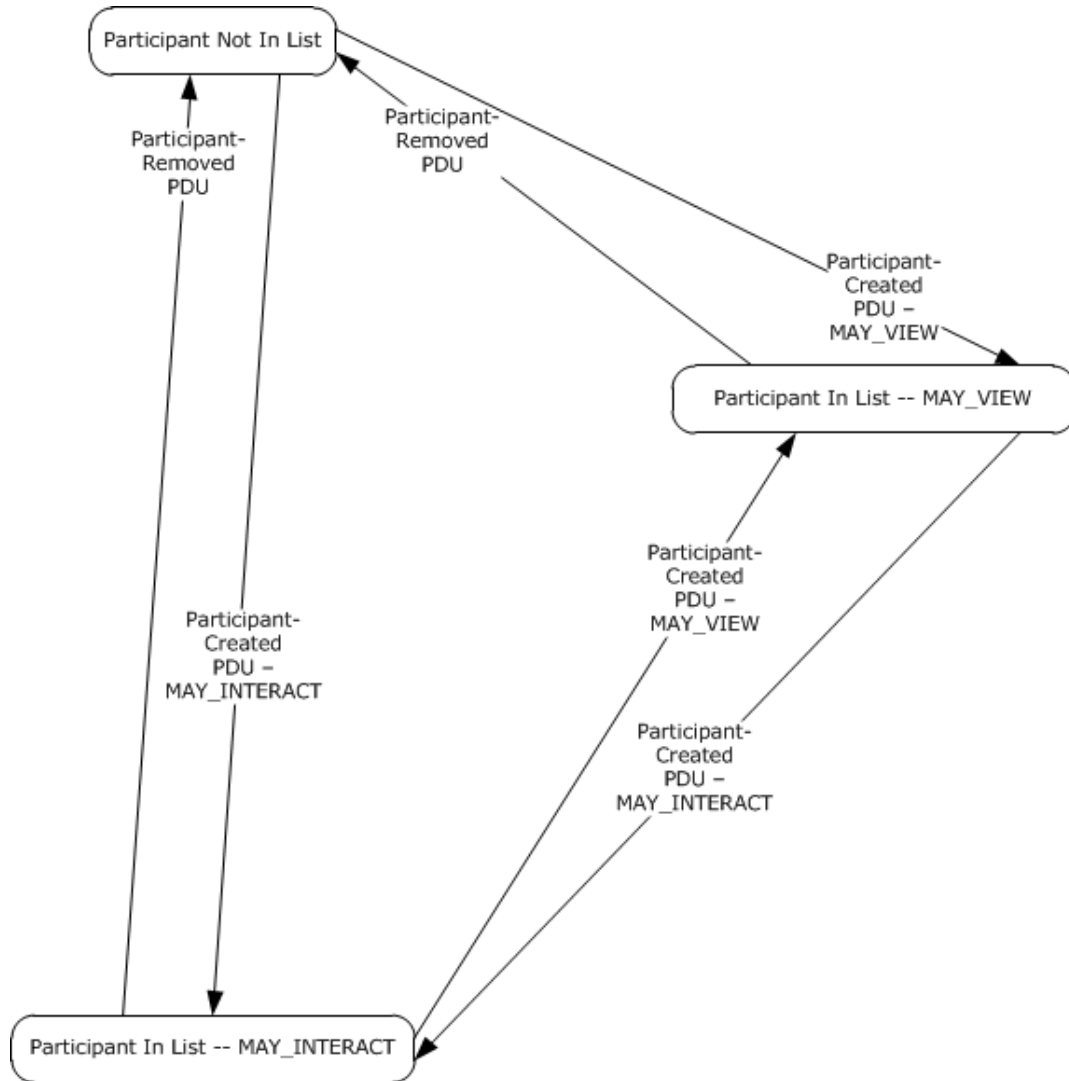 Participant Not In List
Participant-
Removed
PDU
Participant-
Removed
PDU
Participant-
Created
PDU –
MAY_VIEW
Participant In List -- MAY_VIEW
Participant-
Created
PDU –
MAY_VIEW
Participant-
Created
PDU –
MAY_INTERACT
Participant-
Created
PDU –
MAY_INTERACT
Participant In List -- MAY_INTERACT